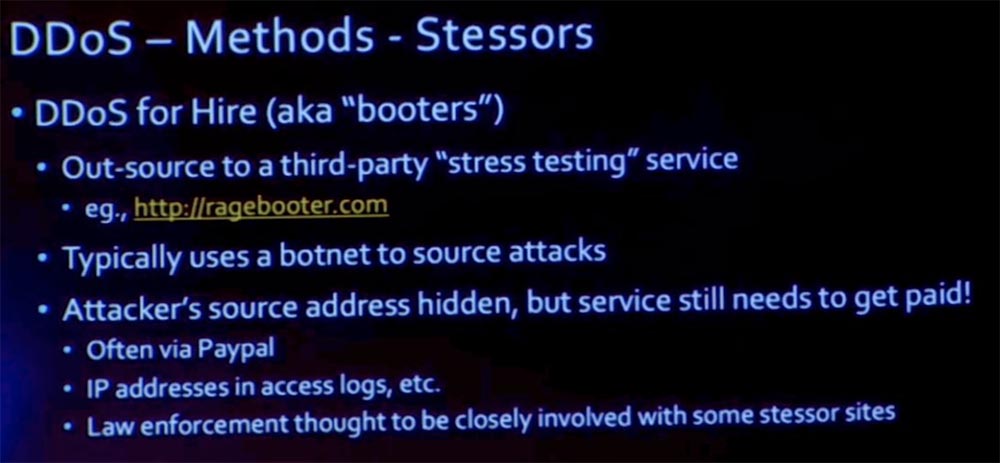 DDoS – Methods - Stessors
• DDoS for Hire (aka “booters”)
• Out-source to a third-party “stress testing” service
• eg., http://ragebooter.com
• Typically uses a botnet to source attacks
• Attacker’s source address hidden, but service still needs to get paid!
• Often via Paypal
• IP addresses in access logs, etc.
• Law enforcement thought to be closely involved with some stessor sites